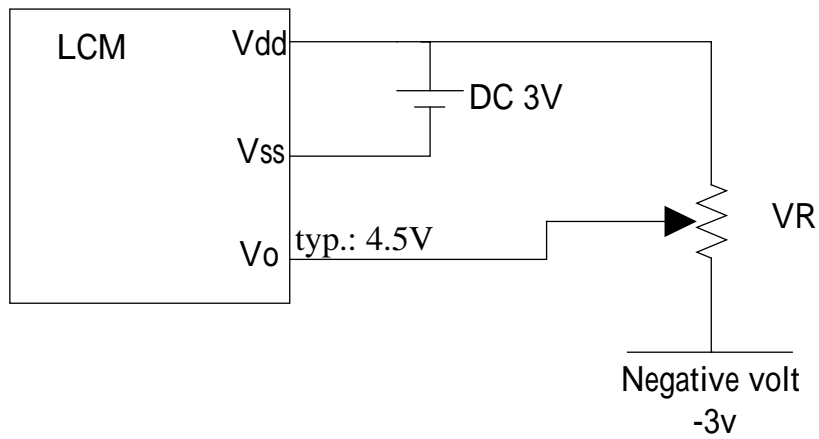 LCM
Vdd
DC 3V
Vss
VR
typ.: 4.5V
Vo
Negative volt
-3v